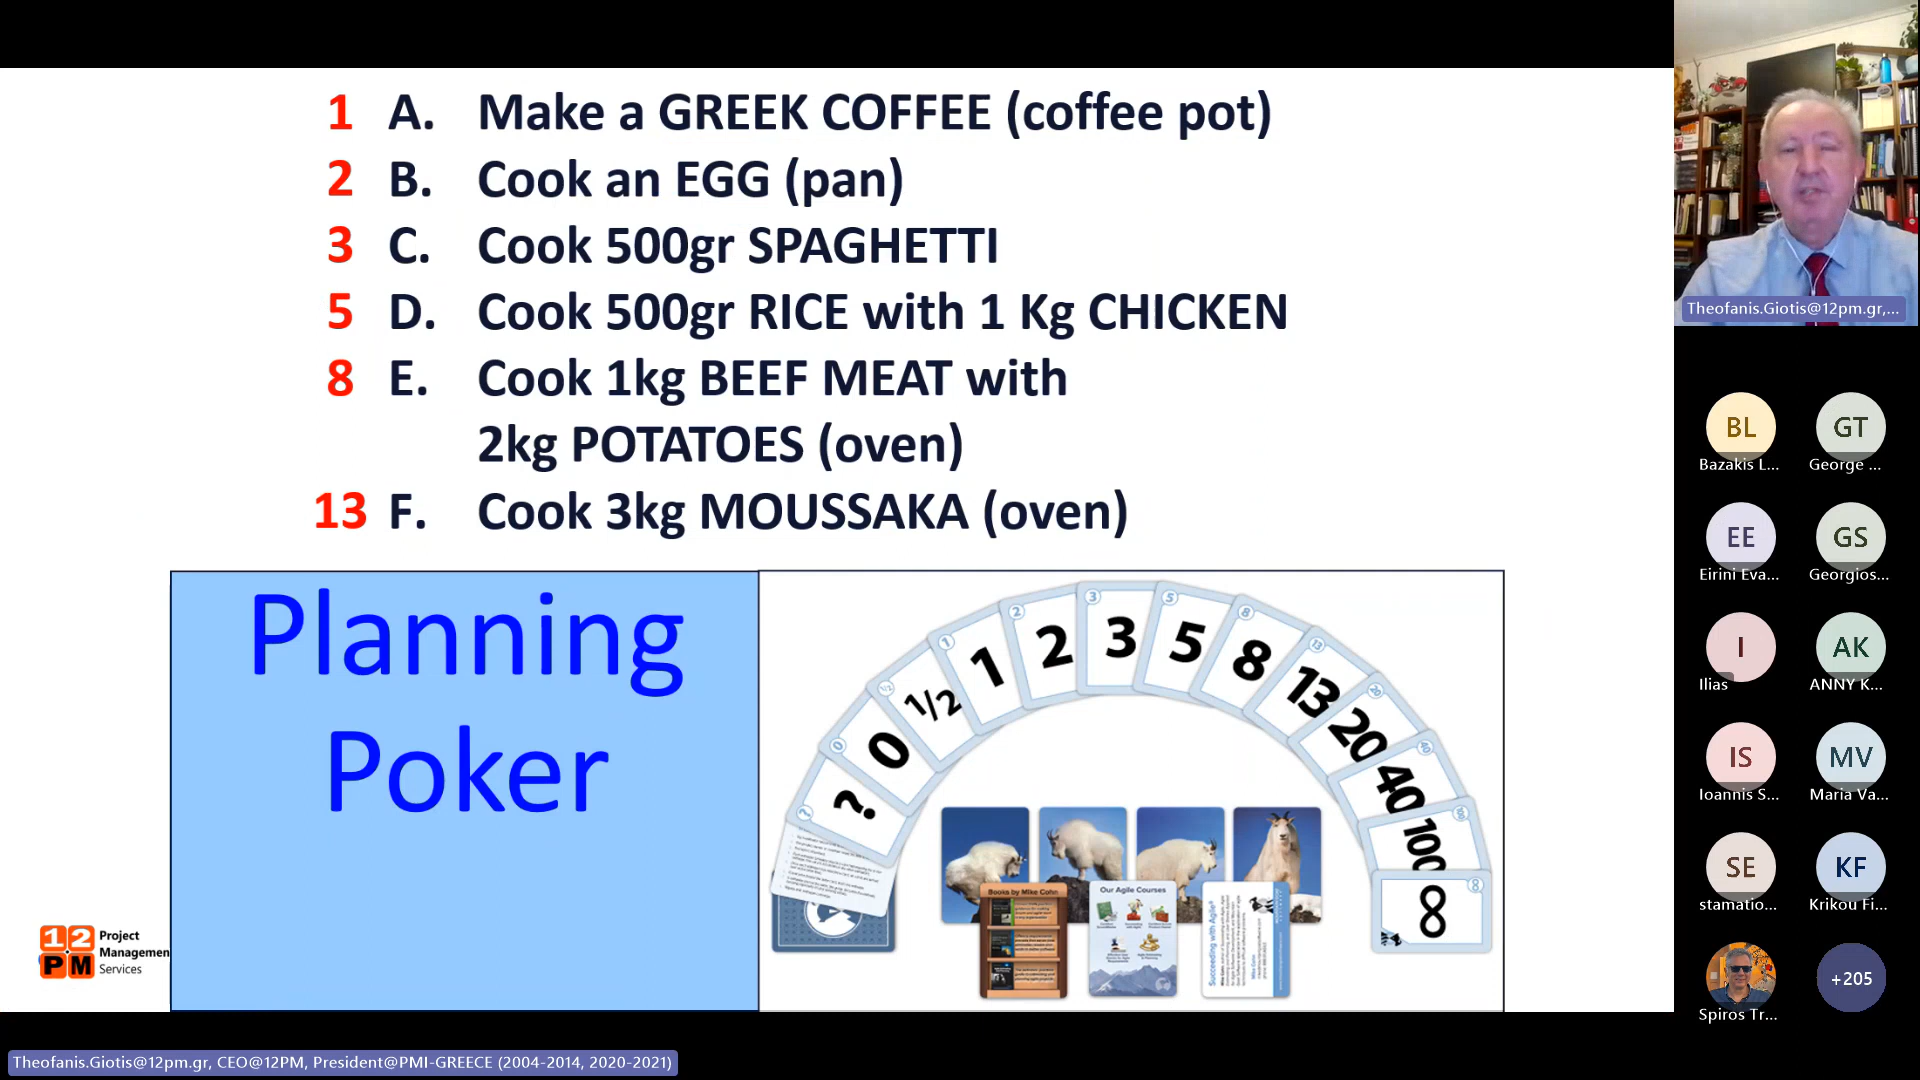 1 A. Make a GREEK COFFEE (coffee pot)
2 B. Cook an EGG (pan)
3 C. Cook 500gr SPAGHETTI
5 D. Cook 500gr RICE with 1 Kg CHICKEN
8 E. Cook 1kg BEEF MEAT with
2kg POTATOES (oven)
13 F. Cook 3kg MOUSSAKA (oven)
Planning
Poker
?
0
1/2
1
2
3
5
8
13
20
40
100
∞
Books by Mike Cohn
Our Agile Courses
Succeeding with Agile®
12
PM
Project
Managemen
Services
Theofanis.Giotis@12pm.gr,...
BL
Bazakis L...
GT
George ...
EE
Eirini Eva...
GS
Georgios...
I
Ilias
AK
ANNY K...
IS
Ioannis S...
MV
Maria Va...
SE
stamatio...
KF
Krikou Fi...
Spiros Tr...
+205
Theofanis.Giotis@12pm.gr, CEO@12PM, President@PMI-GREECE (2004-2014, 2020-2021)